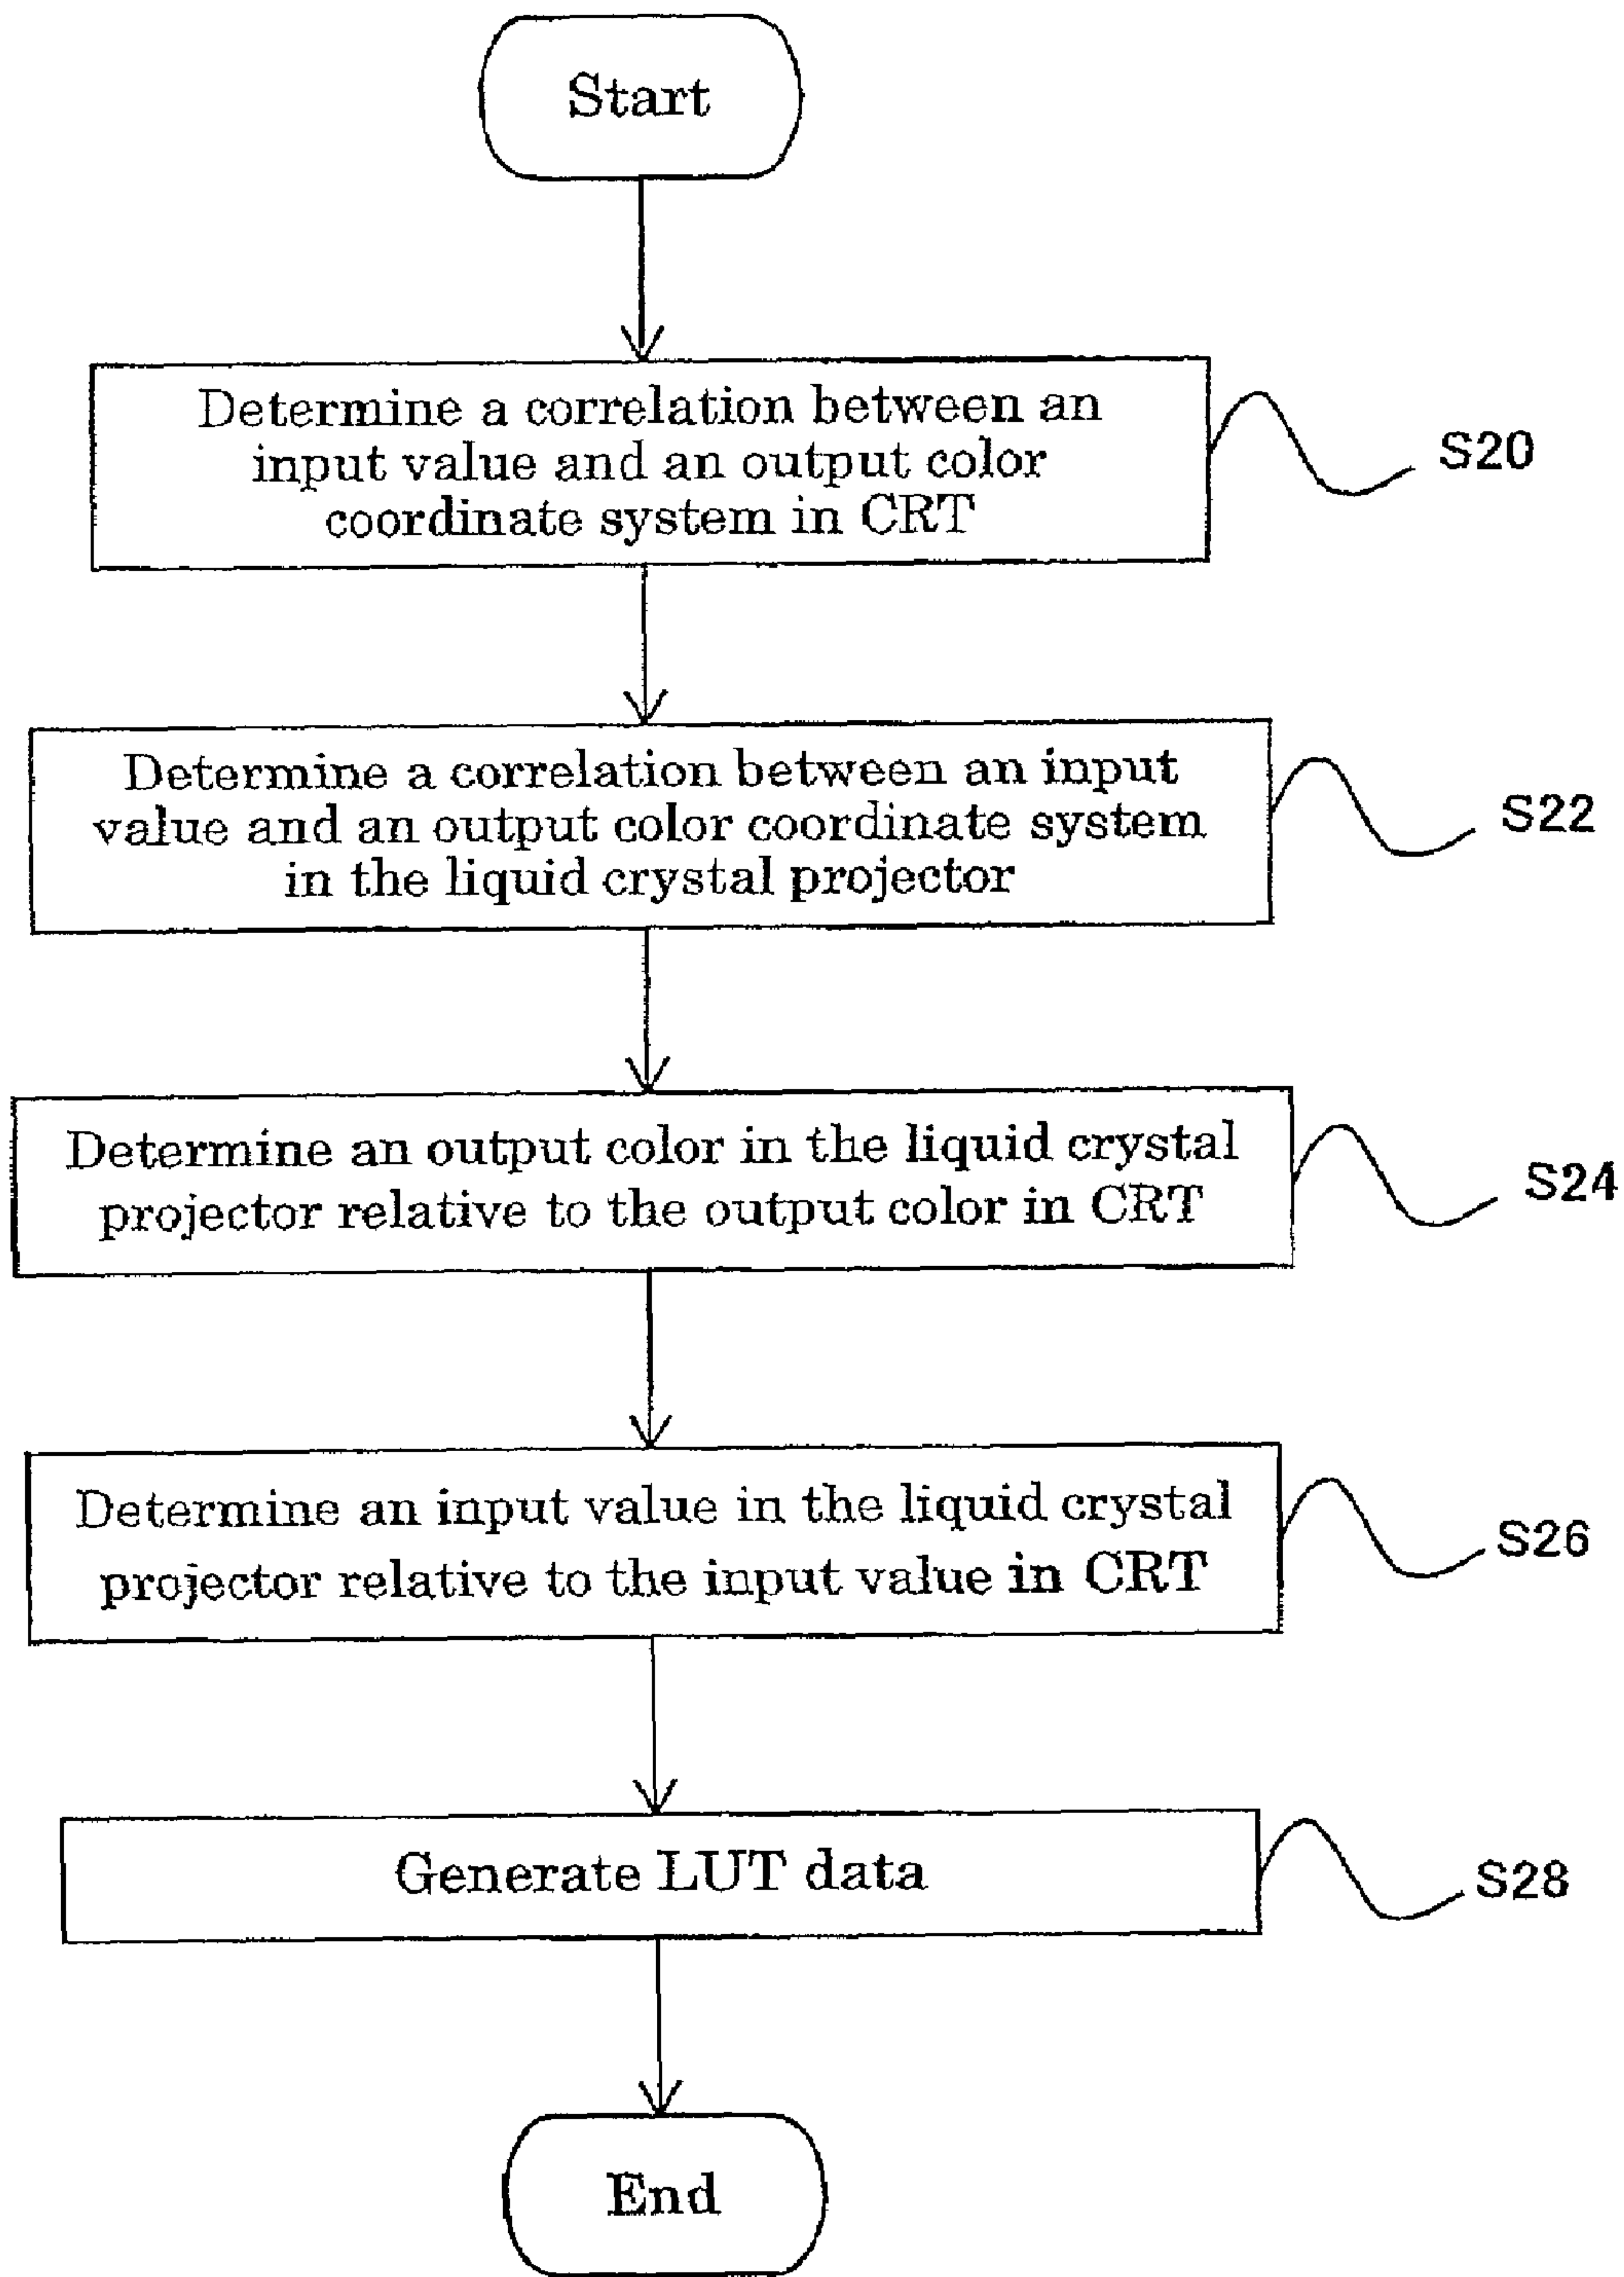 Start
Determine a correlation between an
input value and an output color
coordinate system in CRT
S20
Determine a correlation between an input
value and an output color coordinate system
in the liquid crystal projector
S22
Determine an output color in the liquid crystal
projector relative to the output color in CRT
S24
Determine an input value in the liquid crystal
projector relative to the input value in CRT
S26
Generate LUT data
S28
End